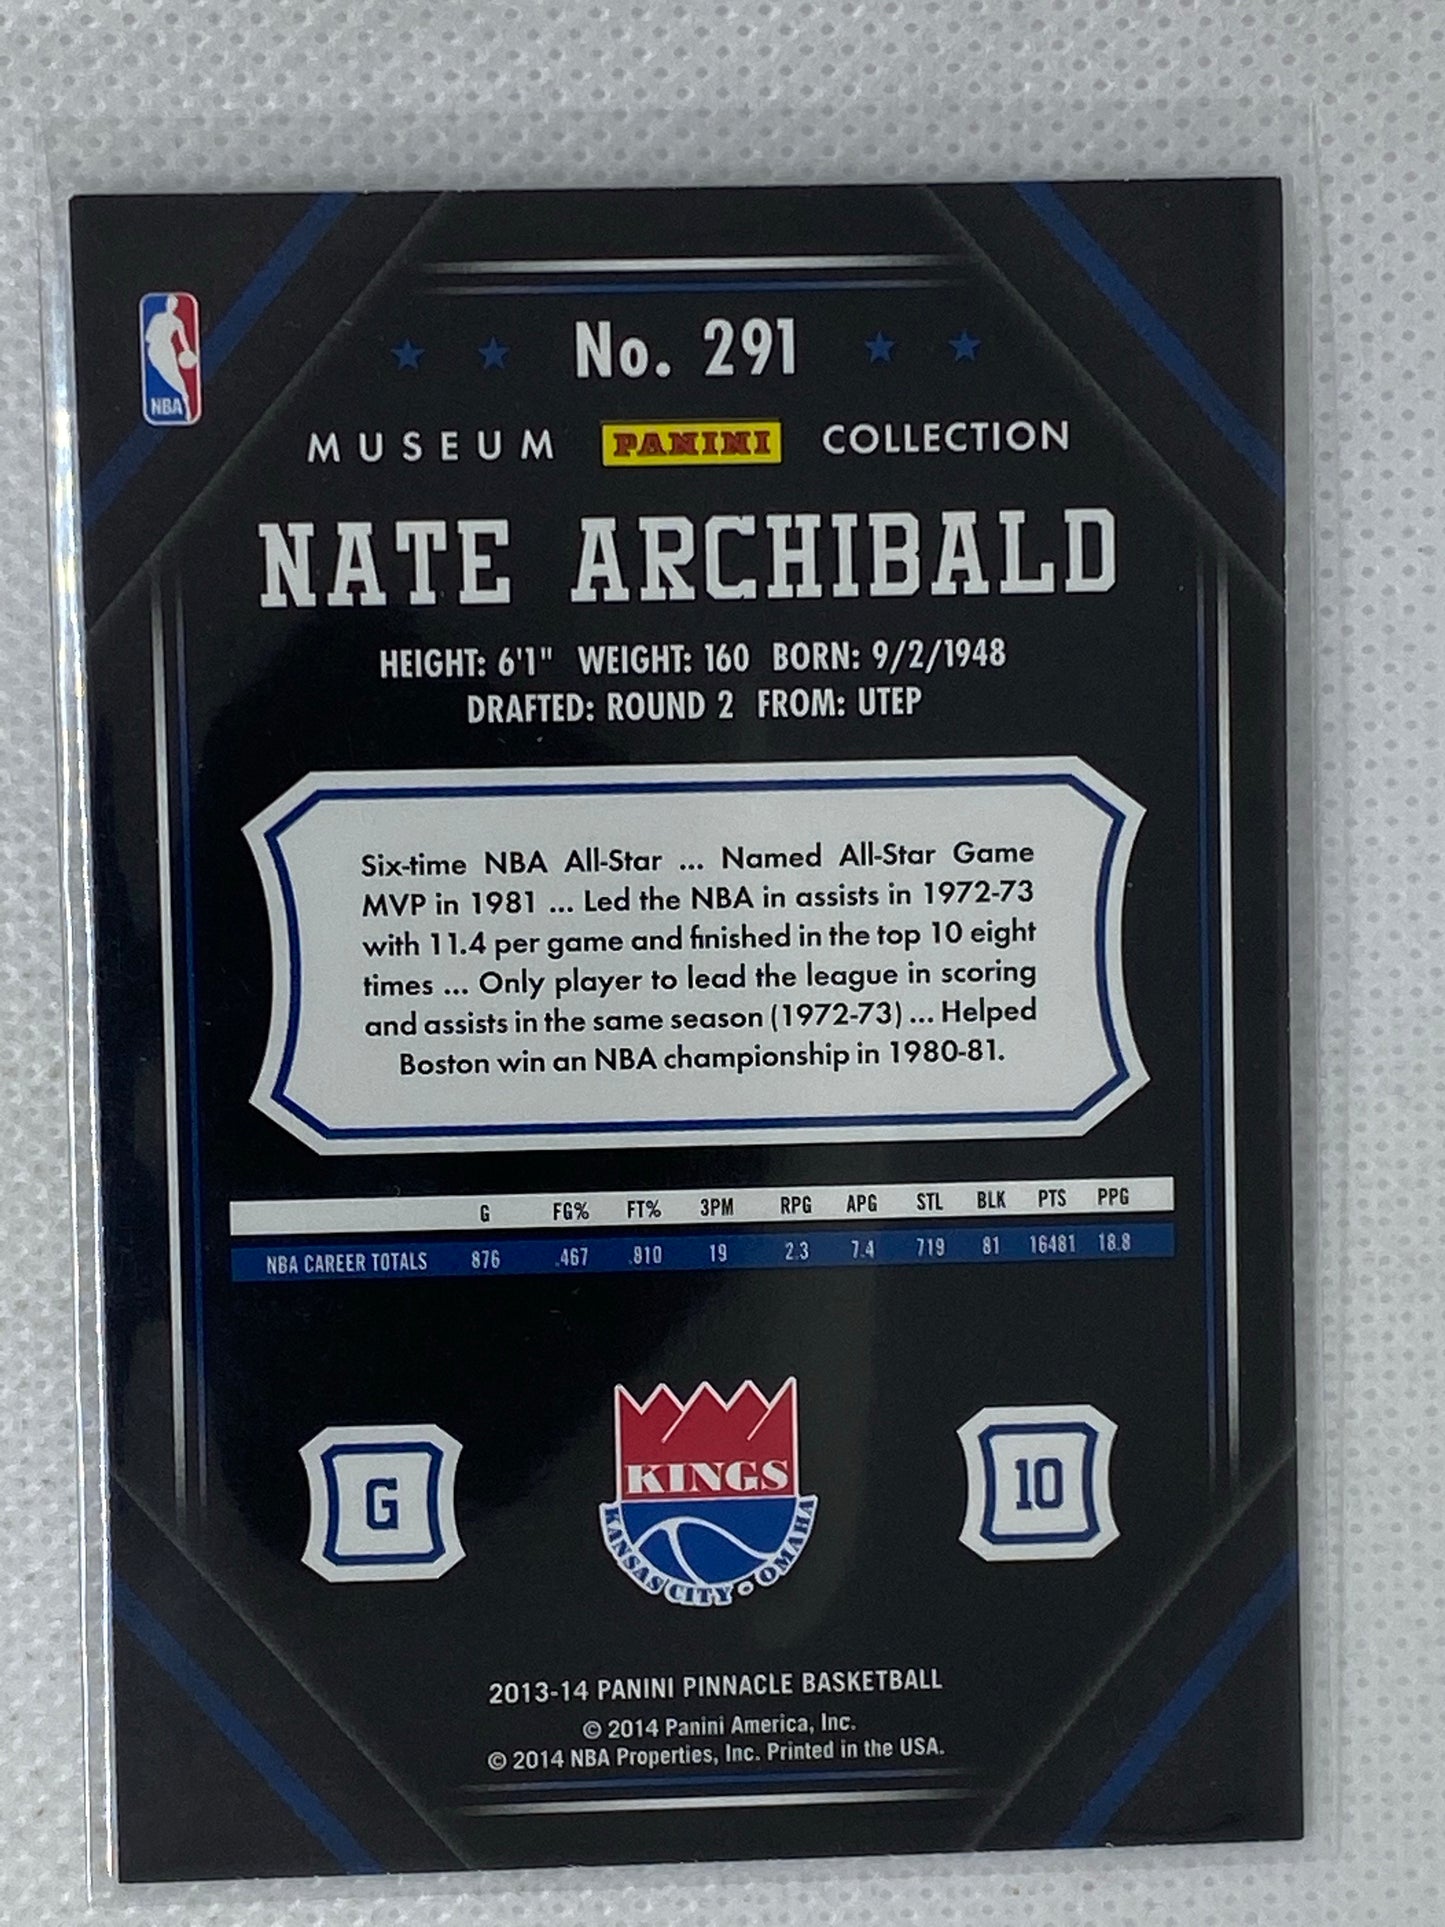 No. 291
NBA
MUSEUM PANINI COLLECTION
NATE ARCHIBALD
HEIGHT: 6'1" WEIGHT: 160 BORN: 9/2/1948
DRAFTED: ROUND 2 FROM: UTEP
Six-time NBA All-Star ... Named All-Star Game
MVP in 1981 ... Led the NBA in assists in 1972-73
with 11.4 per game and finished in the top 10 eight
times ... Only player to lead the league in scoring
and assists in the same season (1972-73) ... Helped
Boston win an NBA championship in 1980-81.
G FG% FT% 3PM RPG APG STL BLK PTS PPG
NBA CAREER TOTALS 876 .467 .810 19 2.3 7.4 719 81 16481 18.8
KINGS
KANSAS CITY OMAHA
G
10
2013-14 PANINI PINNACLE BASKETBALL
© 2014 Panini America, Inc.
© 2014 NBA Properties, Inc. Printed in the USA.